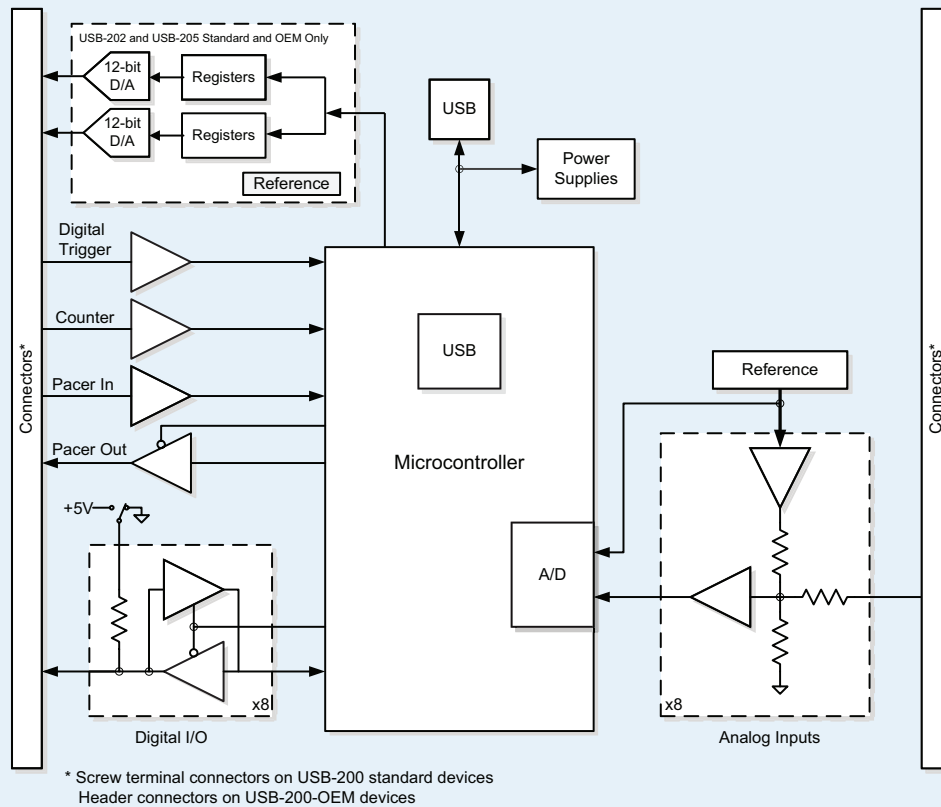 USB-202 and USB-205 Standard and OEM Only
12-bit
D/A
Registers
12-bit
D/A
Registers
Reference
USB
Power
Supplies
Digital
Trigger
Counter
Pacer In
Pacer Out
+5V
Connectors*
USB
Microcontroller
A/D
Reference
Connectors*
x8
Digital I/O
x8
Analog Inputs
* Screw terminal connectors on USB-200 standard devices
Header connectors on USB-200-OEM devices